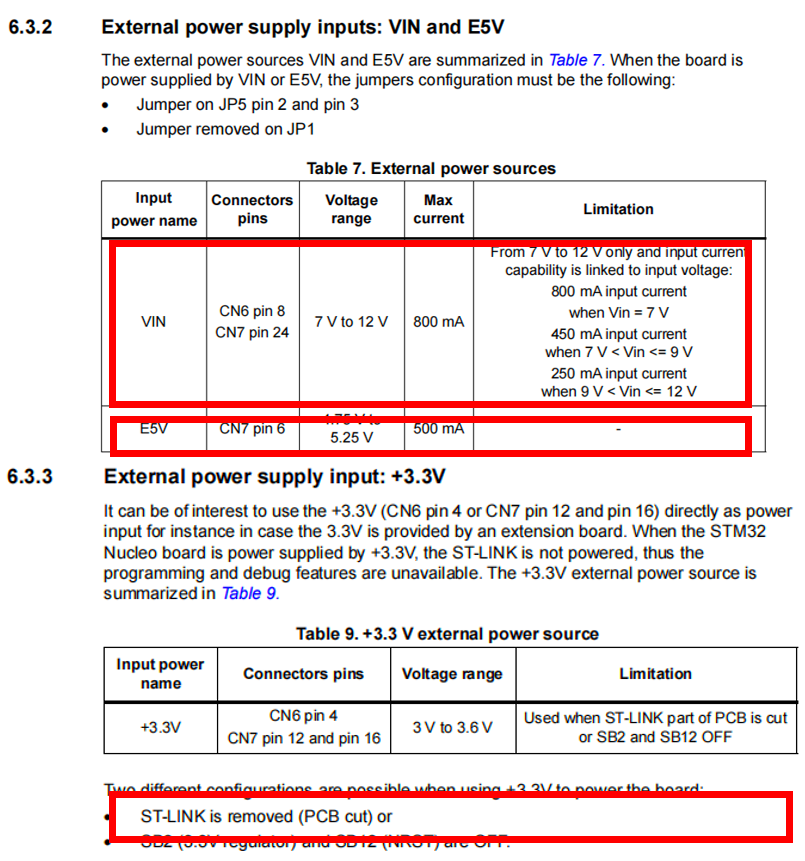 6.3.2 External power supply inputs: VIN and E5V
The external power sources VIN and E5V are summarized in Table 7. When the board is
power supplied by VIN or E5V, the jumpers configuration must be the following:
• Jumper on JP5 pin 2 and pin 3
• Jumper removed on JP1
Table 7. External power sources
Input power name | Connectors pins | Voltage range | Max current | Limitation
VIN | CN6 pin 8 CN7 pin 24 | 7 V to 12 V | 800 mA | From 7 V to 12 V only and input current
capability is linked to input voltage:
800 mA input current
when Vin = 7 V
450 mA input current
when 7 V < Vin <= 9 V
250 mA input current
when 9 V < Vin <= 12 V
E5V | CN7 pin 6 | 4.75 V to 5.25 V | 500 mA | -
6.3.3 External power supply input: +3.3V
It can be of interest to use the +3.3V (CN6 pin 4 or CN7 pin 12 and pin 16) directly as power
input for instance in case the 3.3V is provided by an extension board. When the STM32
Nucleo board is power supplied by +3.3V, the ST-LINK is not powered, thus the
programming and debug features are unavailable. The +3.3V external power source is
summarized in Table 9.
Table 9. +3.3 V external power source
Input power name | Connectors pins | Voltage range | Limitation
+3.3V | CN6 pin 4 CN7 pin 12 and pin 16 | 3 V to 3.6 V | Used when ST-LINK part of PCB is cut
or SB2 and SB12 OFF
Two different configurations are possible when using +3.3V to power the board:
• ST-LINK is removed (PCB cut) or
• SB2 (3.3V regulator) and SB12 (NRST) are OFF.